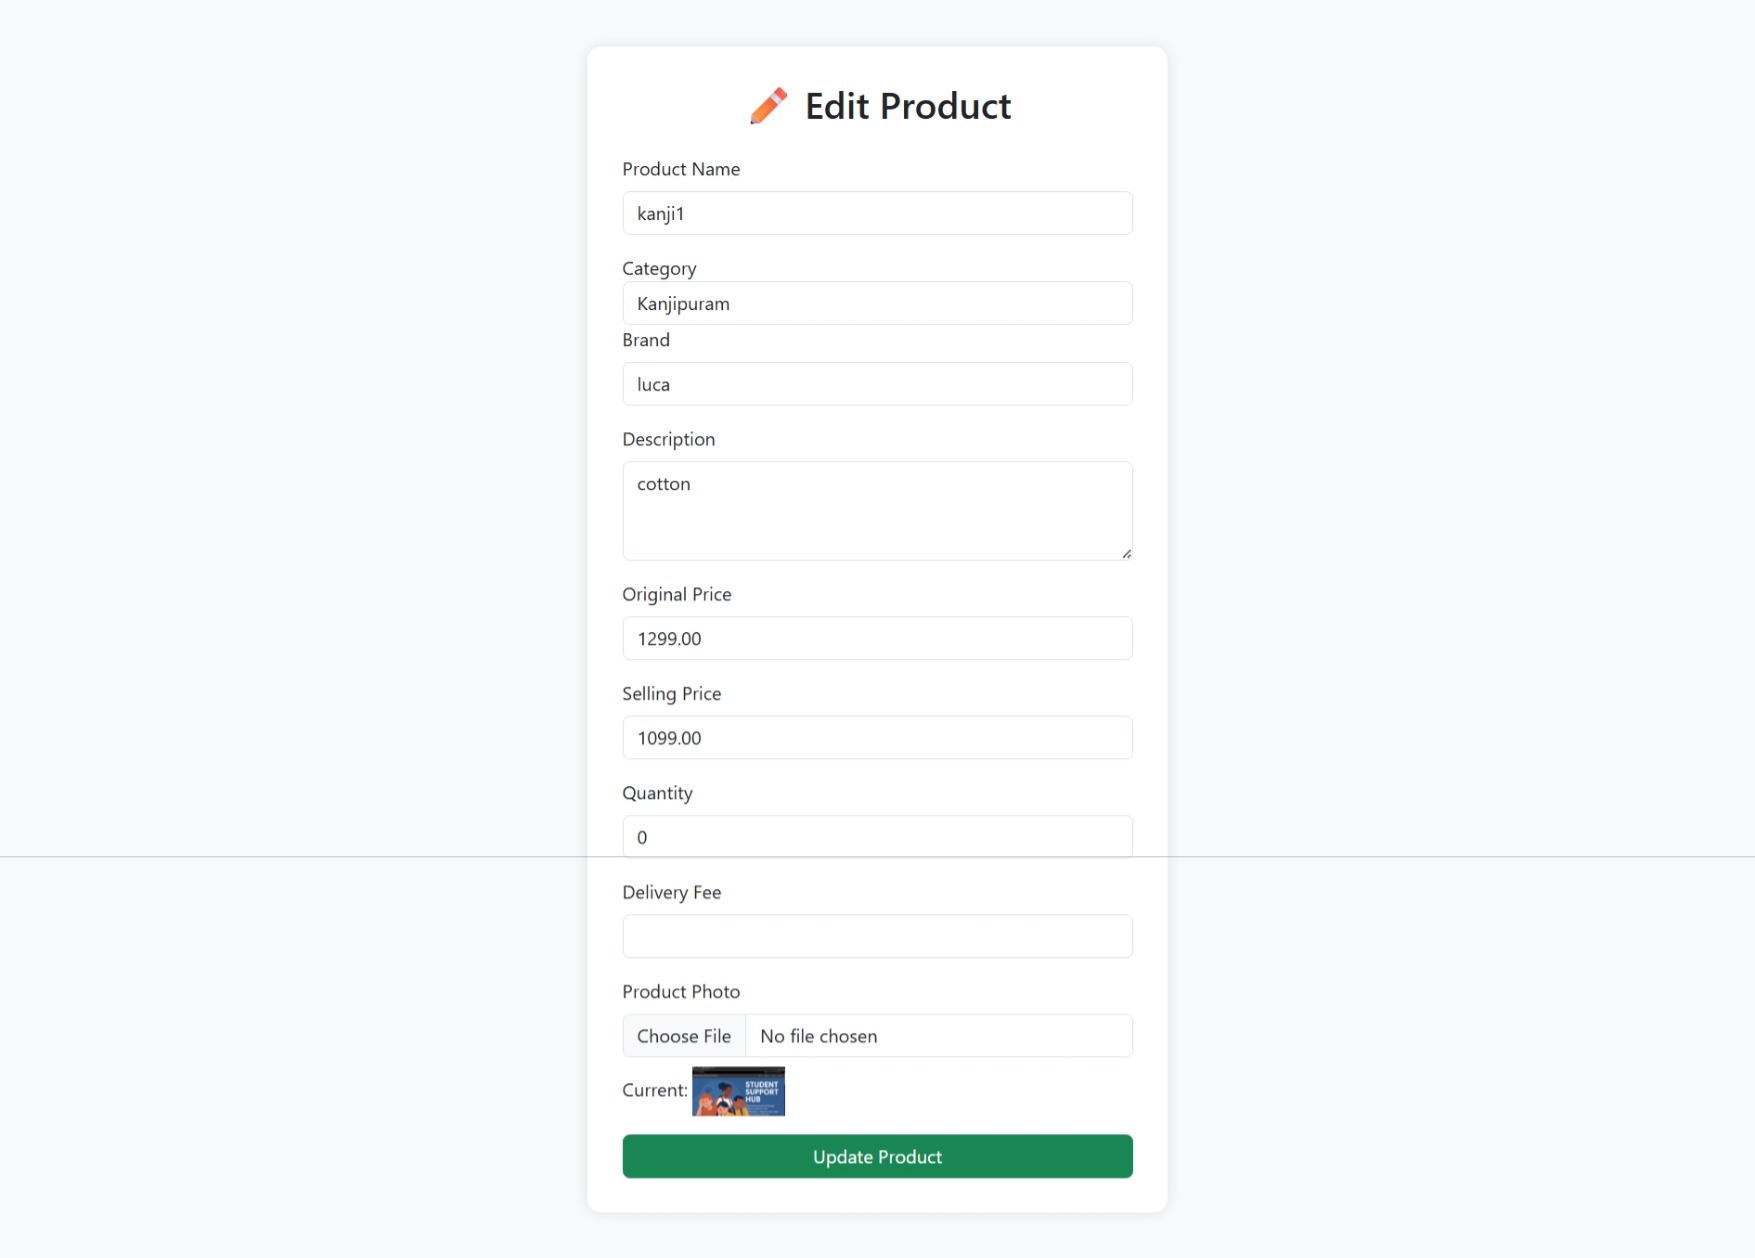 Edit Product
Product Name
kanji1
Category
Kanjipuram
Brand
luca
Description
cotton
Original Price
1299.00
Selling Price
1099.00
Quantity
0
Delivery Fee
Product Photo
Choose File No file chosen
Current:
STUDENT
SUPPORT
HUB
Update Product